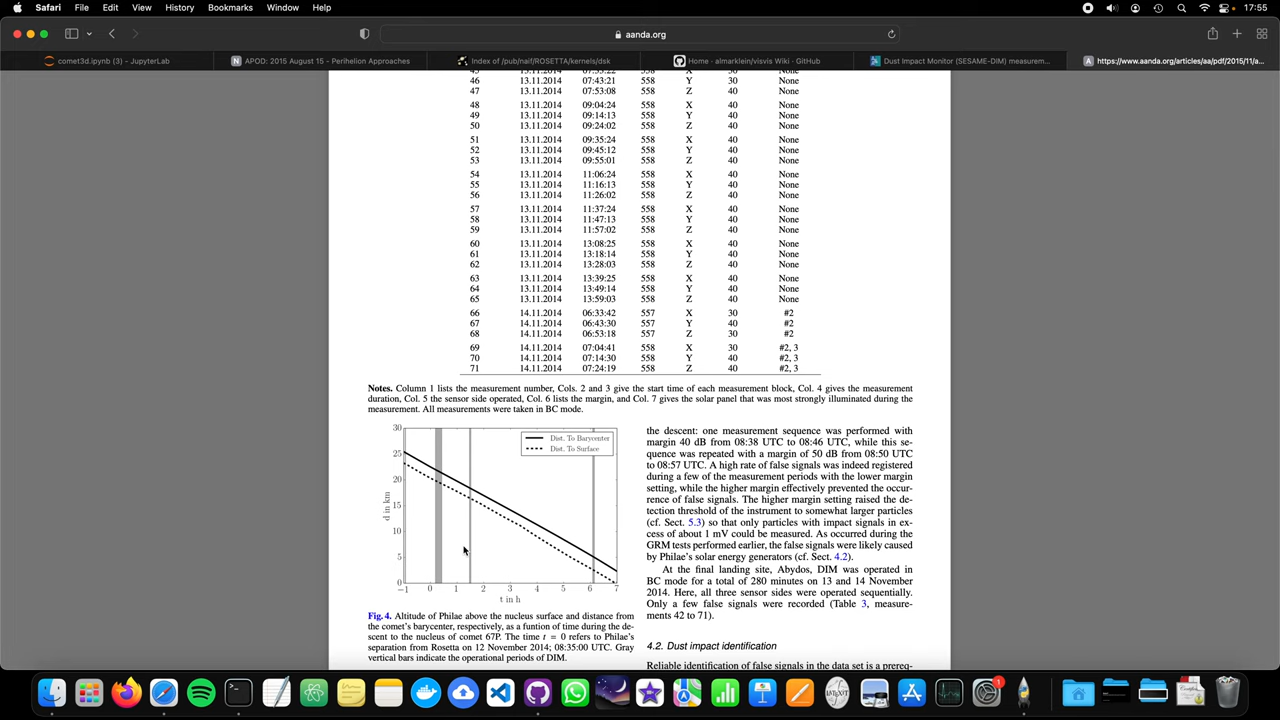 Safari File Edit View History Bookmarks Window Help 17:55
aanda.org
comet3d.ipynb (3) - JupyterLab
APOD: 2015 August 15 - Perihelion Approaches
Index of /pub/naif/ROSETTA/kernels/dsk
Home · almarklein/visvis Wiki · GitHub
Dust Impact Monitor (SESAME-DIM) measurem...
https://www.aanda.org/articles/aa/pdf/2015/11/a...
46 13.11.2014 07:43:21 558 Y 30 None
47 13.11.2014 07:53:08 558 Z 40 None
48 13.11.2014 09:04:24 558 X 40 None
49 13.11.2014 09:14:13 558 Y 40 None
50 13.11.2014 09:24:02 558 Z 40 None
51 13.11.2014 09:35:24 558 X 40 None
52 13.11.2014 09:45:12 558 Y 40 None
53 13.11.2014 09:55:01 558 Z 40 None
54 13.11.2014 11:06:24 558 X 40 None
55 13.11.2014 11:16:13 558 Y 40 None
56 13.11.2014 11:26:02 558 Z 40 None
57 13.11.2014 11:37:24 558 X 40 None
58 13.11.2014 11:47:13 558 Y 40 None
59 13.11.2014 11:57:02 558 Z 40 None
60 13.11.2014 13:08:25 558 X 40 None
61 13.11.2014 13:18:14 558 Y 40 None
62 13.11.2014 13:28:03 558 Z 40 None
63 13.11.2014 13:39:25 558 X 40 None
64 13.11.2014 13:49:14 558 Y 40 None
65 13.11.2014 13:59:03 558 Z 40 None
66 14.11.2014 06:33:42 557 X 30 #2
67 14.11.2014 06:43:30 557 Y 40 #2
68 14.11.2014 06:53:18 557 Z 30 #2
69 14.11.2014 07:04:41 558 X 30 #2, 3
70 14.11.2014 07:14:30 558 Y 40 #2, 3
71 14.11.2014 07:24:19 558 Z 40 #2, 3
Notes. Column 1 lists the measurement number, Cols. 2 and 3 give the start time of each measurement block, Col. 4 gives the measurement
duration, Col. 5 the sensor side operated, Col. 6 lists the margin, and Col. 7 gives the solar panel that was most strongly illuminated during the
measurement. All measurements were taken in BC mode.
30
25
20
15
10
5
0
d in km
Dist. To Barycenter
Dist. To Surface
−1 0 1 2 3 4 5 6 7
t in h
Fig. 4. Altitude of Philae above the nucleus surface and distance from
the comet's barycenter, respectively, as a funtion of time during the de-
scent to the nucleus of comet 67P. The time t = 0 refers to Philae's
separation from Rosetta on 12 November 2014; 08:35:00 UTC. Gray
vertical bars indicate the operational periods of DIM.
the descent: one measurement sequence was performed with
margin 40 dB from 08:38 UTC to 08:46 UTC, while this se-
quence was repeated with a margin of 50 dB from 08:50 UTC
to 08:57 UTC. A high rate of false signals was indeed registered
during a few of the measurement periods with the lower margin
setting, while the higher margin effectively prevented the occur-
rence of false signals. The higher margin setting raised the de-
tection threshold of the instrument to somewhat larger particles
(cf. Sect. 5.3) so that only particles with impact signals in ex-
cess of about 1 mV could be measured. As occurred during the
GRM tests performed earlier, the false signals were likely caused
by Philae's solar energy generators (cf. Sect. 4.2).
At the final landing site, Abydos, DIM was operated in
BC mode for a total of 280 minutes on 13 and 14 November
2014. Here, all three sensor sides were operated sequentially.
Only a few false signals were recorded (Table 3, measure-
ments 42 to 71).
4.2. Dust impact identification
Reliable identification of false signals in the data set is a prereq-
1